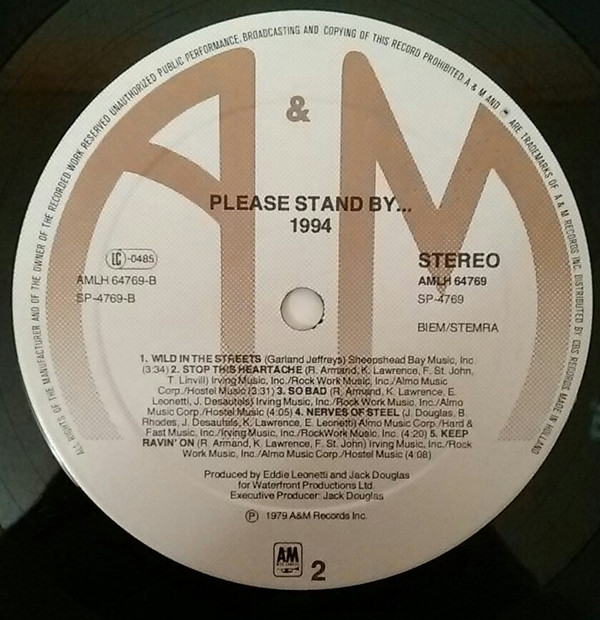 ALL RIGHTS OF THE MANUFACTURER AND OF THE OWNER OF THE RECORDED WORK RESERVED UNAUTHORIZED PUBLIC PERFORMANCE, BROADCASTING AND COPYING OF THIS RECORD PROHIBITED. A & M AND ARE TRADEMARKS OF A & M RECORDS INC. DISTRIBUTED BY CBS RECORDS MADE IN HOLLAND
A & M
PLEASE STAND BY...
1994
LC -0485
AMLH 64769-B
SP-4769-B
STEREO
AMLH 64769
SP-4769
BIEM/STEMRA
1. WILD IN THE STREETS (Garland Jeffreys) Sheepshead Bay Music, Inc.
(3:34) 2. STOP THIS HEARTACHE (R. Armand, K. Lawrence, F. St. John,
T. Linvill) Irving Music, Inc./Rock Work Music, Inc./Almo
Music Corp./Hostel Music (3:31) 3. SO BAD (R. Armand, K. Lawrence, E.
Leonetti, J. Desautels) Irving Music, Inc./Rock Work Music, Inc./Almo
Music Corp./Hostel Music (4:05) 4. NERVES OF STEEL (J. Douglas, B.
Rhodes, J. Desautels, K. Lawrence, E. Leonetti) Almo Music Corp./Hard &
Fast Music, Inc./Irving Music, Inc./RockWork Music, Inc. (4:20) 5. KEEP
RAVIN' ON (R. Armand, K. Lawrence, F. St. John) Irving Music, Inc./Rock
Work Music, Inc./Almo Music Corp./Hostel Music (4:08)
Produced by Eddie Leonetti and Jack Douglas
for Waterfront Productions Ltd.
Executive Producer: Jack Douglas
℗ 1979 A&M Records Inc.
AM
2